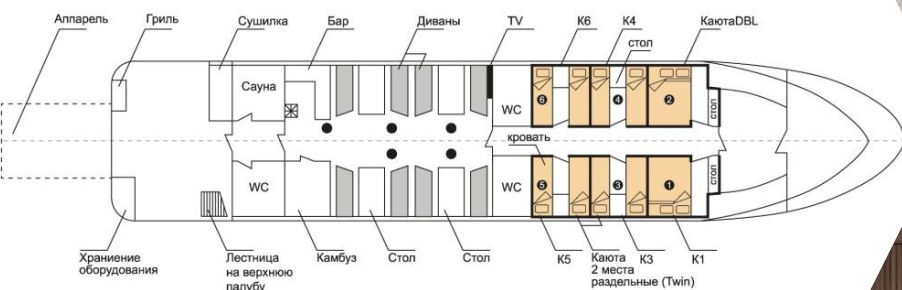 Аппарель
Гриль
Сушилка
Бар
Диваны
TV
К6
К4
КаютаDBL
стол
Сауна
WC
6
4
2
стол
кровать
WC
WC
5
3
1
стол
Храниение
оборудования
Лестница
на верхнюю
палубу
Камбуз
Стол
Стол
К5
Каюта
2 места
раздельные (Twin)
К3
К1